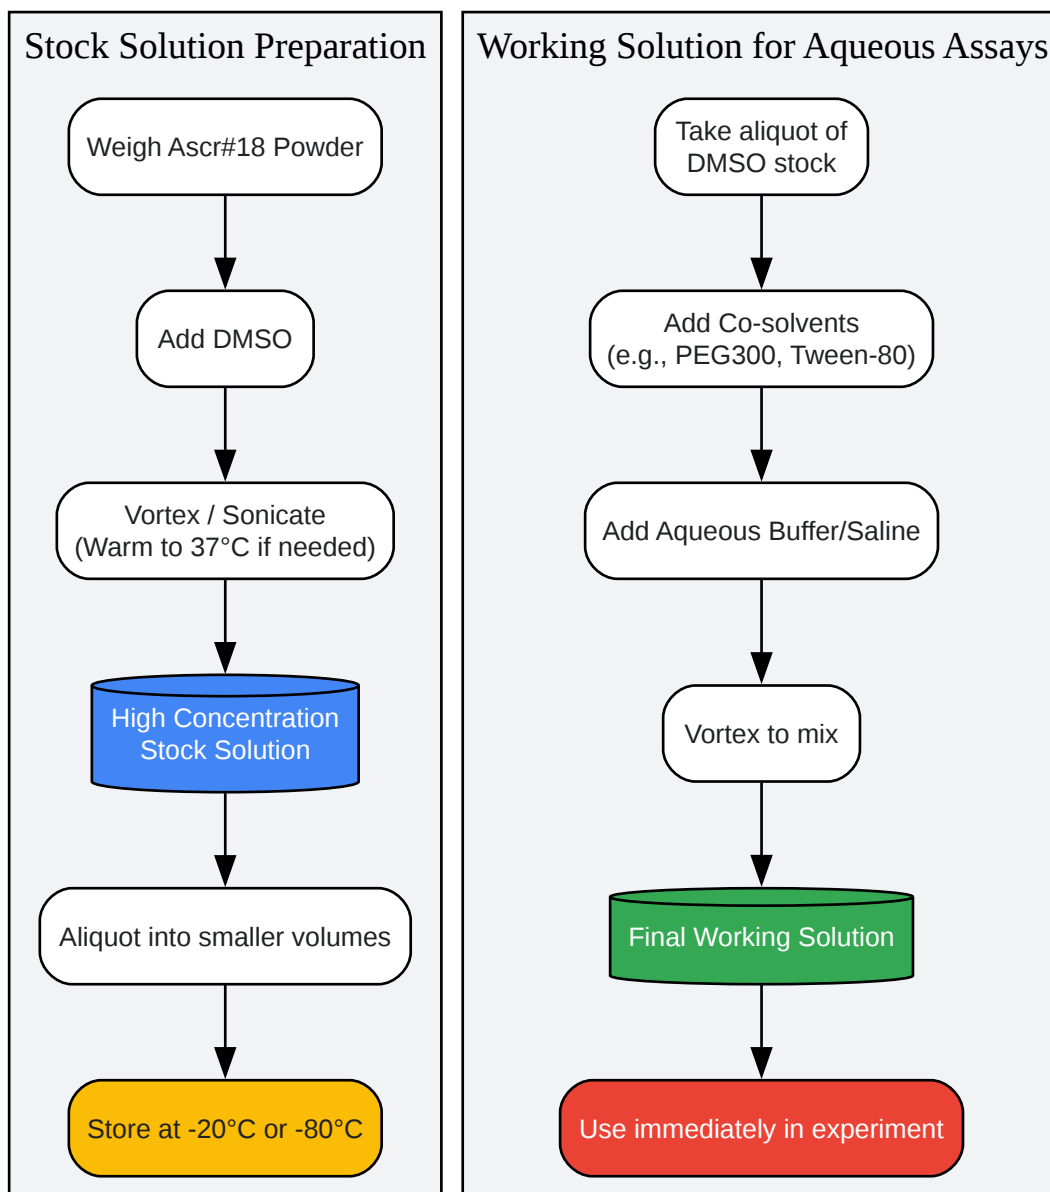 Stock Solution Preparation
Weigh Ascr#18 Powder
Add DMSO
Vortex / Sonicate
(Warm to 37°C if needed)
High Concentration
Stock Solution
Aliquot into smaller volumes
Store at -20°C or -80°C
Working Solution for Aqueous Assays
Take aliquot of
DMSO stock
Add Co-solvents
(e.g., PEG300, Tween-80)
Add Aqueous Buffer/Saline
Vortex to mix
Final Working Solution
Use immediately in experiment